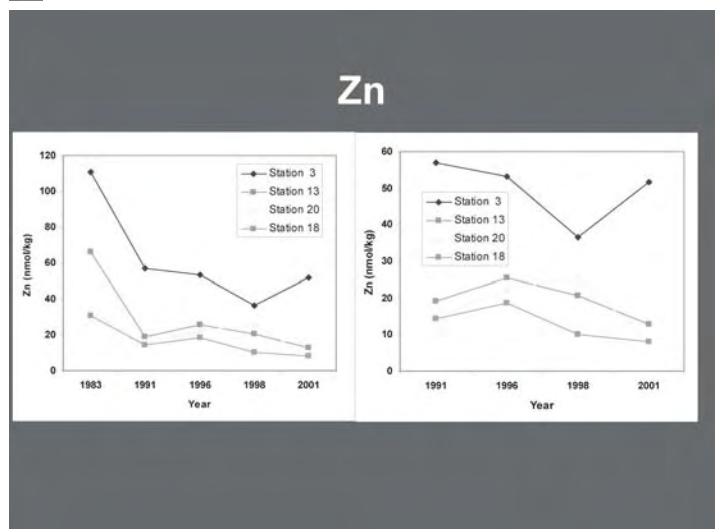 Zn
120
100
80
60
40
20
0
Zn (nmol/kg)
Station 3
Station 13
Station 20
Station 18
1983 1991 1996 1998 2001
Year
60
50
40
30
20
10
0
Zn (nmol/kg)
Station 3
Station 13
Station 20
Station 18
1991 1996 1998 2001
Year